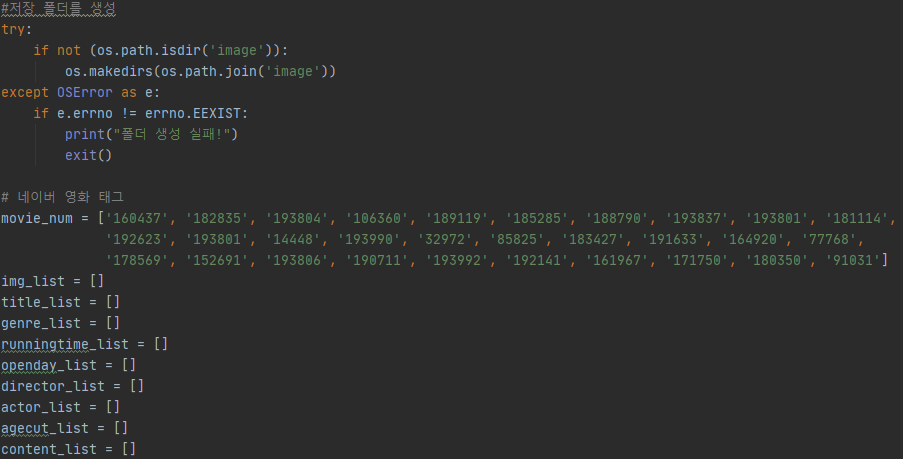 #저장 폴더를 생성
try:
    if not (os.path.isdir('image')):
        os.makedirs(os.path.join('image'))
except OSError as e:
    if e.errno != errno.EEXIST:
        print("폴더 생성 실패!")
        exit()

# 네이버 영화 태그
movie_num = ['160437', '182835', '193804', '106360', '189119', '185285', '188790', '193837', '193801', '181114',
             '192623', '193801', '14448', '193990', '32972', '85825', '183427', '191633', '164920', '77768',
             '178569', '152691', '193806', '190711', '193992', '192141', '161967', '171750', '180350', '91031']
img_list = []
title_list = []
genre_list = []
runningtime_list = []
openday_list = []
director_list = []
actor_list = []
agecut_list = []
content_list = []